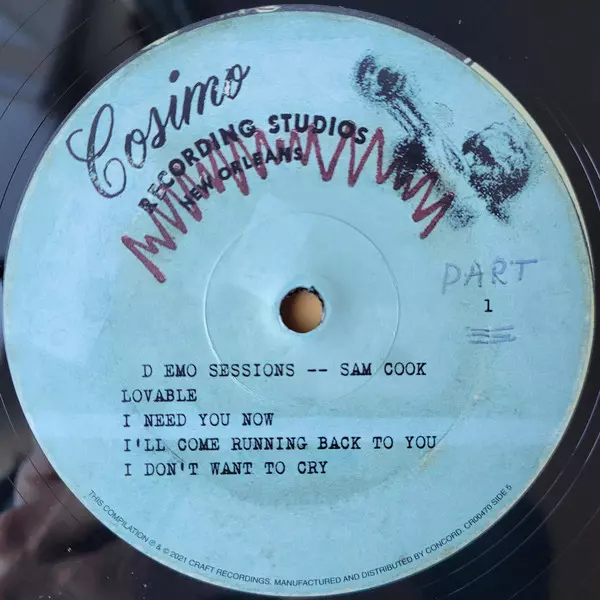 Cosimo
RECORDING STUDIOS
NEW ORLEANS
PART
1
D EMO SESSIONS -- SAM COOK
LOVABLE
I NEED YOU NOW
I'LL COME RUNNING BACK TO YOU
I DON'T WANT TO CRY
THIS COMPILATION ℗ & © 2021 CRAFT RECORDINGS. MANUFACTURED AND DISTRIBUTED BY CONCORD. CR00470 SIDE 5